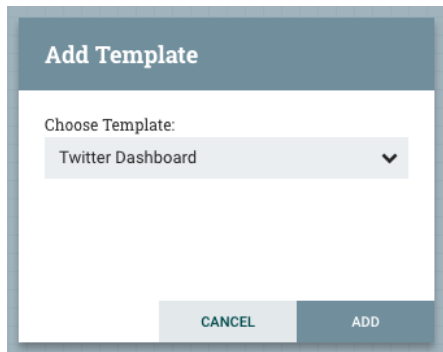 Add Template
Choose Template:
Twitter Dashboard
CANCEL ADD